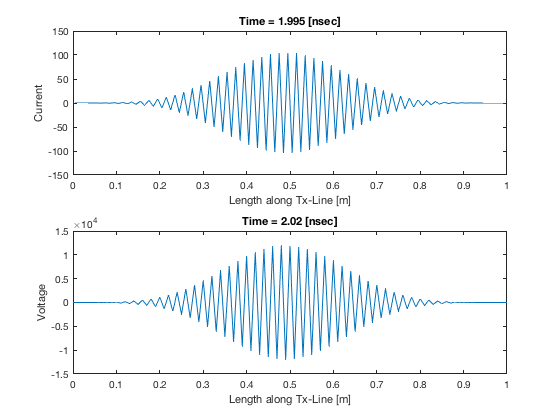 Time = 1.995 [nsec]
150
100
50
0
-50
-100
-150
Current
0 0.1 0.2 0.3 0.4 0.5 0.6 0.7 0.8 0.9 1
Length along Tx-Line [m]
Time = 2.02 [nsec]
×10^4
1.5
1
0.5
0
-0.5
-1
-1.5
Voltage
0 0.1 0.2 0.3 0.4 0.5 0.6 0.7 0.8 0.9 1
Length along Tx-Line [m]